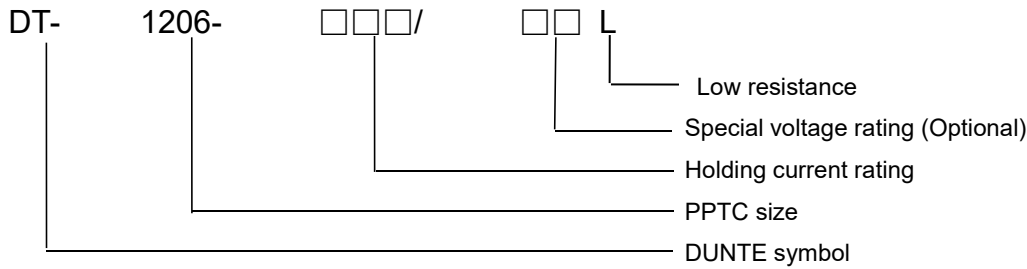 DT- 1206- □□□/ □□ L
Low resistance
Special voltage rating (Optional)
Holding current rating
PPTC size
DUNTE symbol